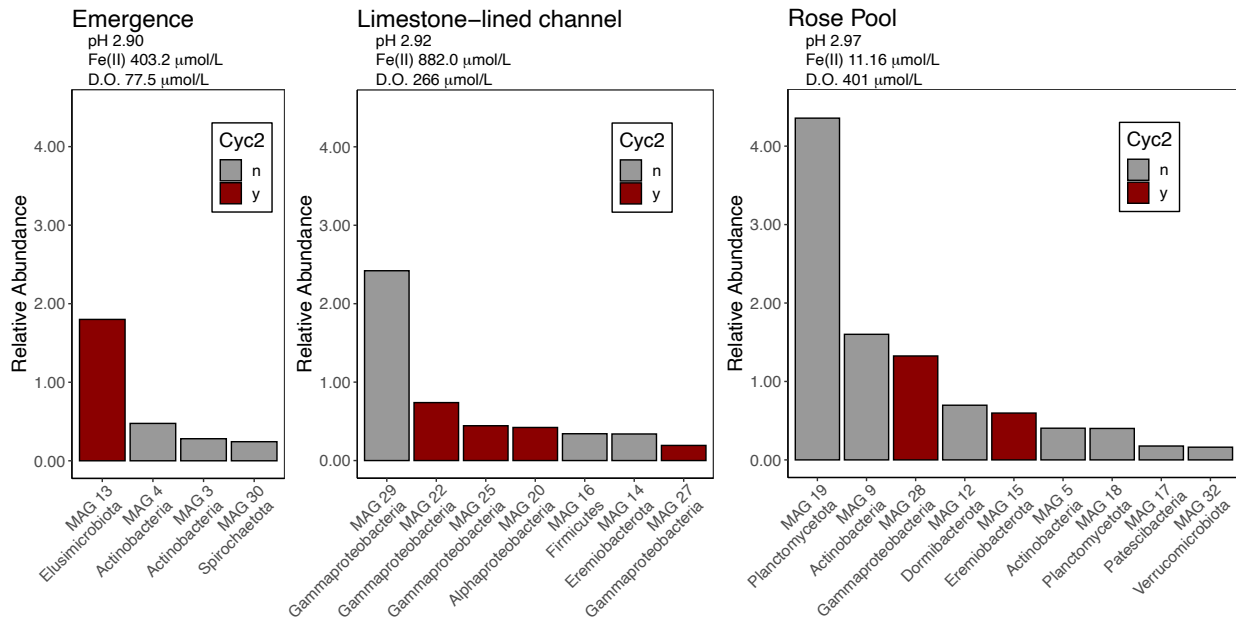 Emergence
pH 2.90
Fe(II) 403.2 μmol/L
D.O. 77.5 μmol/L
Relative Abundance
4.00
3.00
2.00
1.00
0.00
Cyc2
n
y
MAG 13
Elusimicrobiota
MAG 4
Actinobacteria
MAG 3
Actinobacteria
MAG 30
Spirochaetota
Limestone−lined channel
pH 2.92
Fe(II) 882.0 μmol/L
D.O. 266 μmol/L
Relative Abundance
4.00
3.00
2.00
1.00
0.00
Cyc2
n
y
MAG 29
Gammaproteobacteria
MAG 22
Gammaproteobacteria
MAG 25
Gammaproteobacteria
MAG 20
Alphaproteobacteria
MAG 16
Firmicutes
MAG 14
Eremiobacterota
MAG 27
Gammaproteobacteria
Rose Pool
pH 2.97
Fe(II) 11.16 μmol/L
D.O. 401 μmol/L
Relative Abundance
4.00
3.00
2.00
1.00
0.00
Cyc2
n
y
MAG 19
Planctomycetota
MAG 9
Actinobacteria
MAG 28
Gammaproteobacteria
MAG 12
Dormibacterota
MAG 15
Eremiobacterota
MAG 5
Actinobacteria
MAG 18
Planctomycetota
MAG 17
Patescibacteria
MAG 32
Verrucomicrobiota